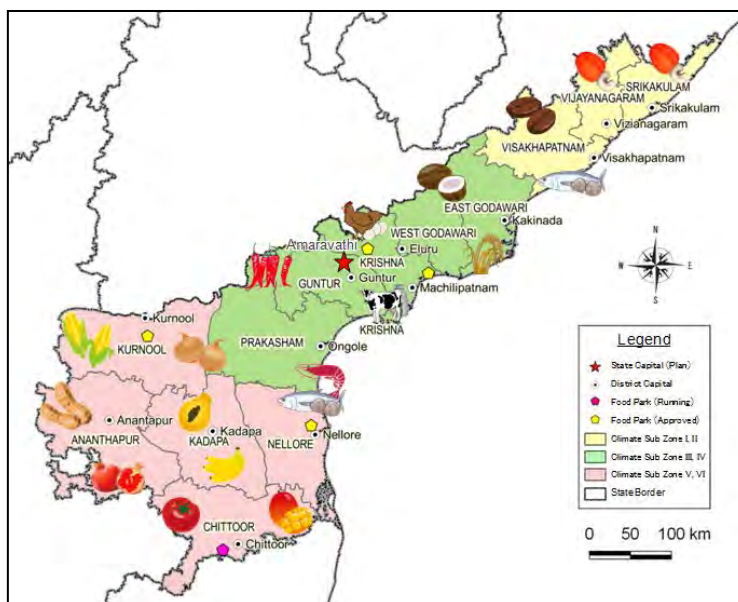 SRIKAKULAM
VIJAYANAGARAM
Srikakulam
Vizianagaram
VISAKHAPATNAM
Visakhapatnam
EAST GODAWARI
Kakinada
WEST GODAWARI
Amaravathi
Eluru
KRISHNA
Guntur
GUNTUR
Machilipatnam
KRISHNA
N
W
E
S
Kurnool
KURNOOL
PRAKASHAM
Ongole
Anantapur
ANANTHAPUR
Kadapa
KADAPA
NELLORE
Nellore
CHITTOOR
Chittoor
Legend
State Capital (Plan)
District Capital
Food Park (Running)
Food Park (Approved)
Climate Sub Zone I, II
Climate Sub Zone III, IV
Climate Sub Zone V, VI
State Border
0 50 100 km